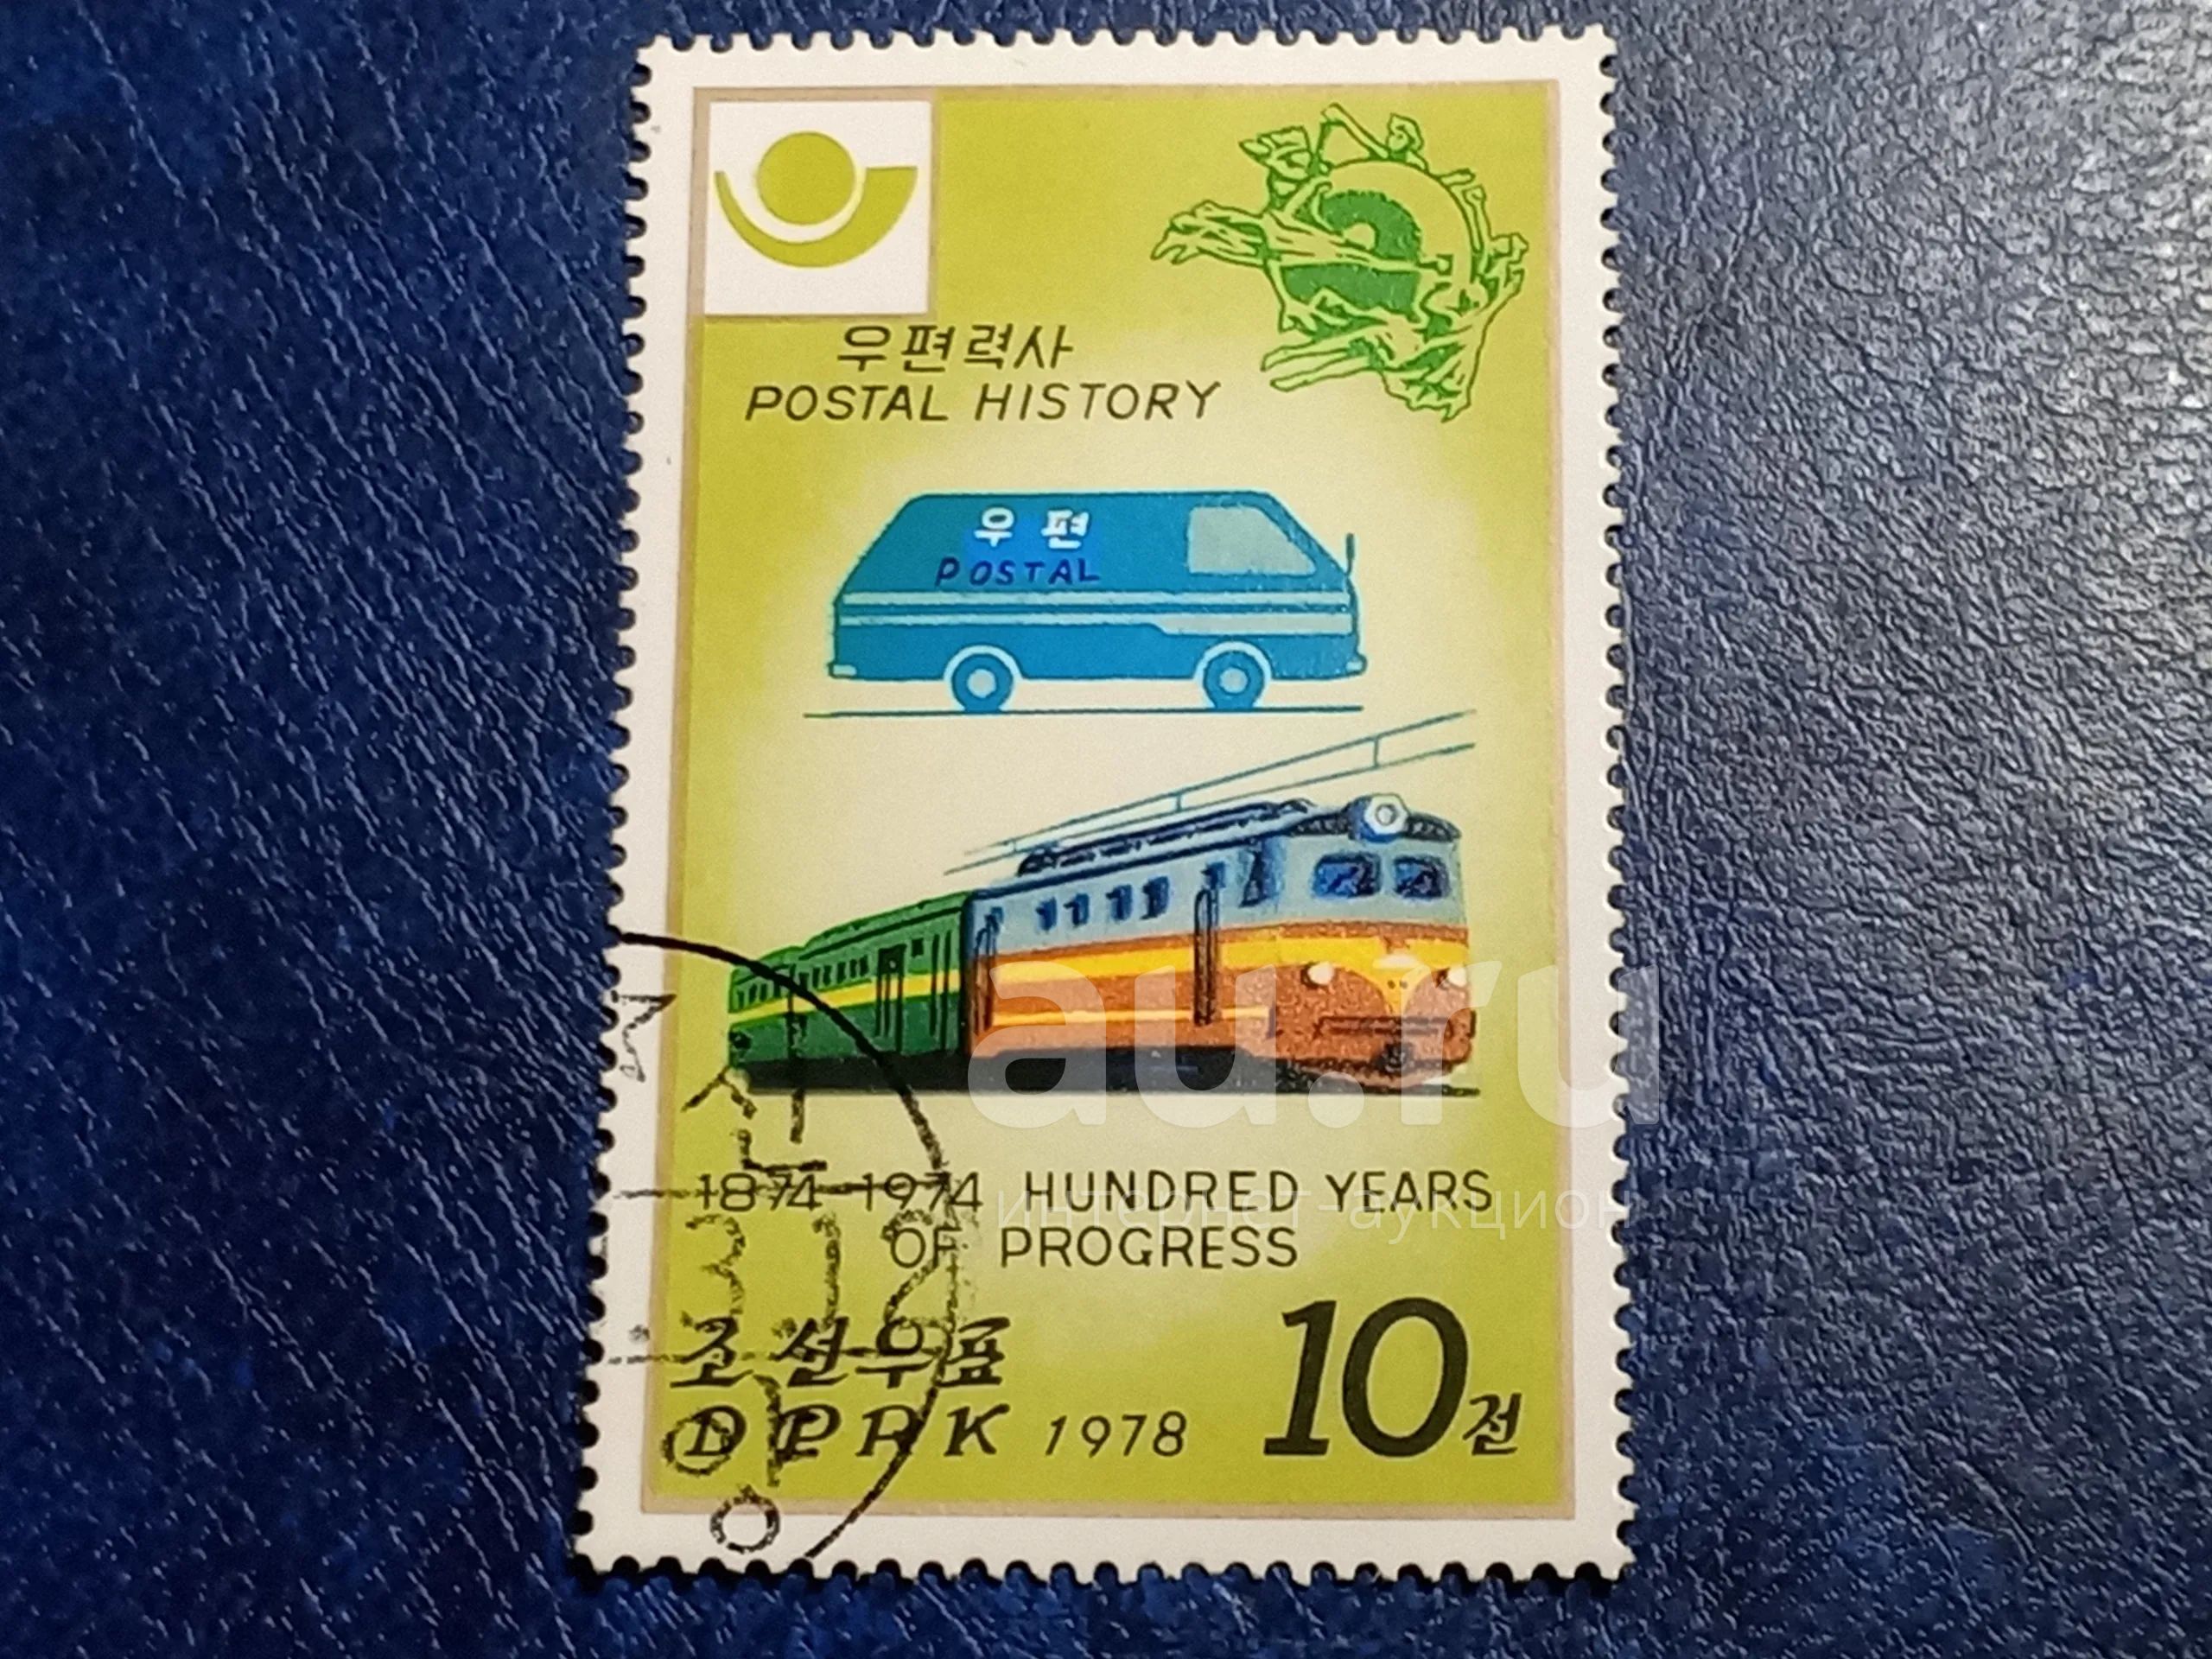 우편력사
POSTAL HISTORY
우편
POSTAL
au.ru
интернет-аукцион
1874-1974 HUNDRED YEARS
OF PROGRESS
조선우표
DPRK 1978 10전